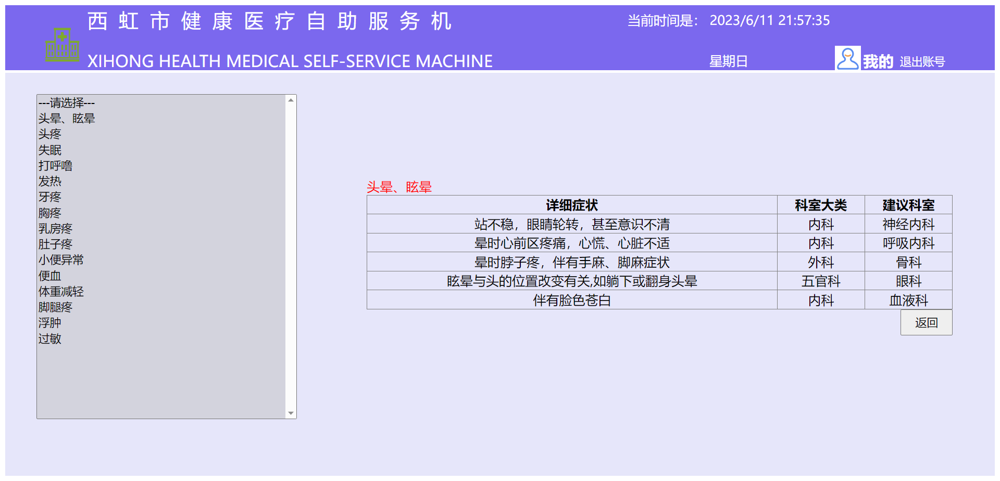 西虹市健康医疗自助服务机
当前时间是： 2023/6/11 21:57:35
XIHONG HEALTH MEDICAL SELF-SERVICE MACHINE
星期日
我的 退出账号
---请选择---
头晕、眩晕
头疼
失眠
打呼噜
发热
牙疼
胸疼
乳房疼
肚子疼
小便异常
便血
体重减轻
脚腿疼
浮肿
过敏
头晕、眩晕
详细症状 科室大类 建议科室
站不稳，眼睛轮转，甚至意识不清 内科 神经内科
晕时心前区疼痛，心慌、心脏不适 内科 呼吸内科
晕时脖子疼，伴有手麻、脚麻症状 外科 骨科
眩晕与头的位置改变有关,如躺下或翻身头晕 五官科 眼科
伴有脸色苍白 内科 血液科
返回